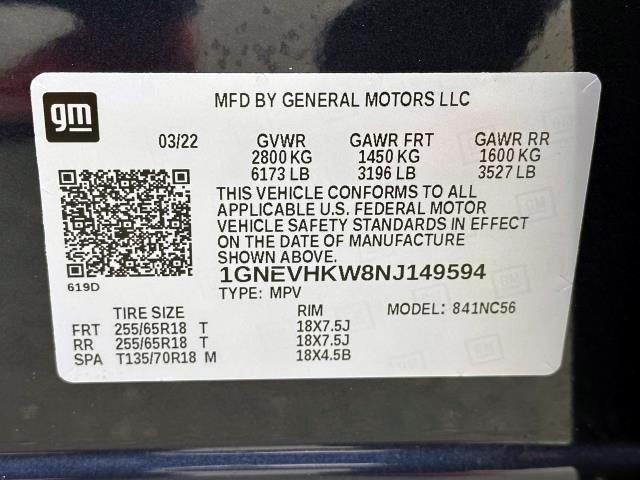 gm
MFD BY GENERAL MOTORS LLC
03/22 GVWR GAWR FRT GAWR RR
2800 KG 1450 KG 1600 KG
6173 LB 3196 LB 3527 LB
THIS VEHICLE CONFORMS TO ALL
APPLICABLE U.S. FEDERAL MOTOR
VEHICLE SAFETY STANDARDS IN EFFECT
ON THE DATE OF MANUFACTURE
SHOWN ABOVE.
619D
1GNEVHKW8NJ149594
TYPE: MPV MODEL: 841NC56
TIRE SIZE RIM
FRT 255/65R18 T 18X7.5J
RR 255/65R18 T 18X7.5J
SPA T135/70R18 M 18X4.5B